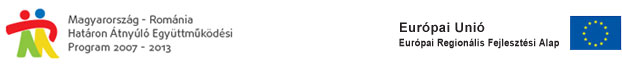 Magyarország - Románia
Határon Átnyúló Együttműködési
Program 2007 - 2013
Európai Unió
Európai Regionális Fejlesztési Alap